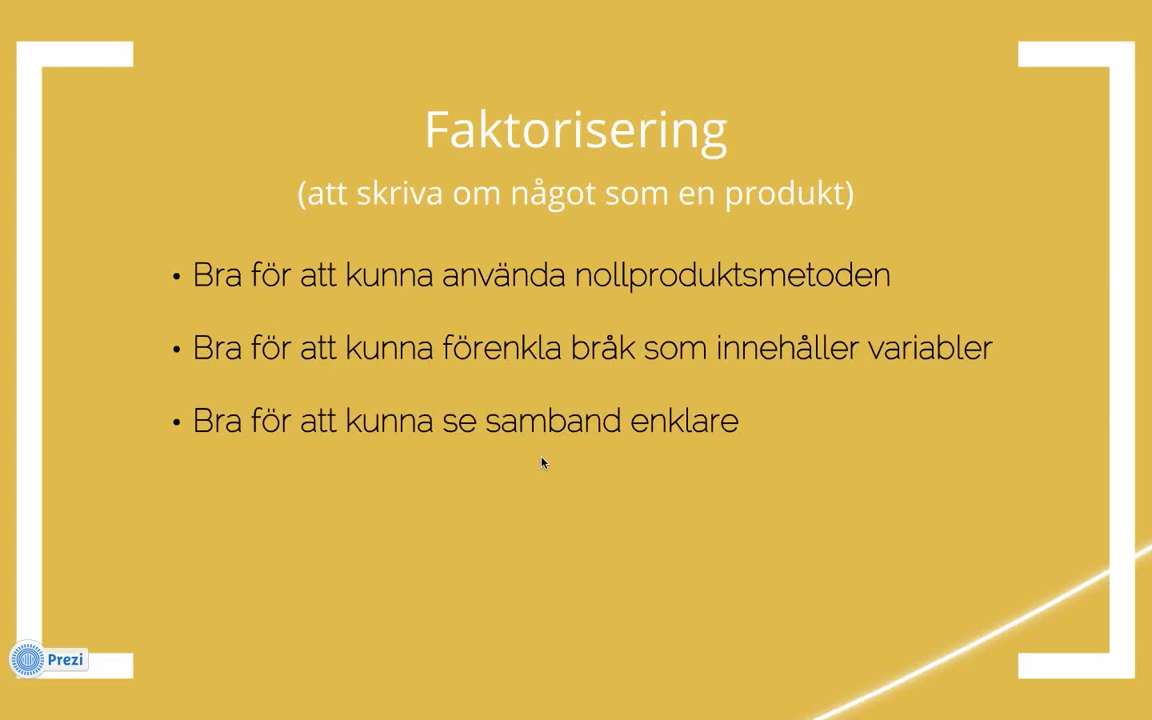 Faktorisering
(att skriva om något som en produkt)
• Bra för att kunna använda nollproduktsmetoden
• Bra för att kunna förenkla bråk som innehåller variabler
• Bra för att kunna se samband enklare
Prezi